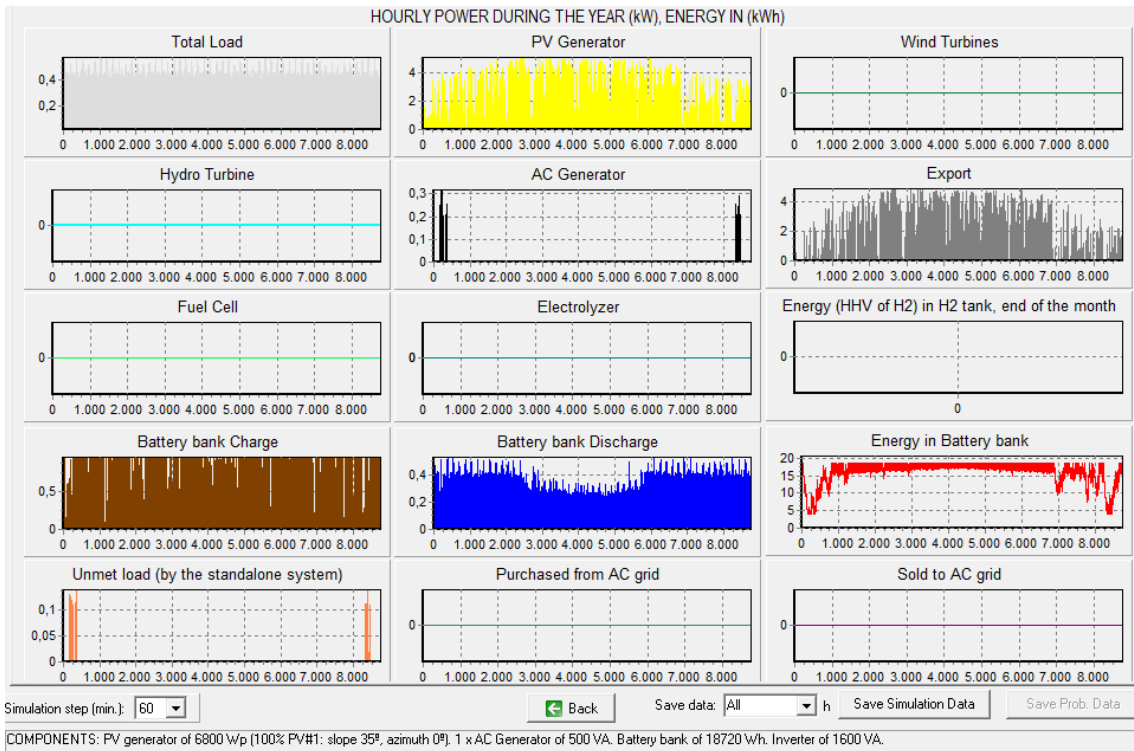 HOURLY POWER DURING THE YEAR (kW), ENERGY IN (kWh)
Total Load
0,4
0,2
0 1.000 2.000 3.000 4.000 5.000 6.000 7.000 8.000
PV Generator
4
2
0
0 1.000 2.000 3.000 4.000 5.000 6.000 7.000 8.000
Wind Turbines
0
0 1.000 2.000 3.000 4.000 5.000 6.000 7.000 8.000
Hydro Turbine
0
0 1.000 2.000 3.000 4.000 5.000 6.000 7.000 8.000
AC Generator
0,3
0,2
0,1
0
0 1.000 2.000 3.000 4.000 5.000 6.000 7.000 8.000
Export
4
2
0
0 1.000 2.000 3.000 4.000 5.000 6.000 7.000 8.000
Fuel Cell
0
0 1.000 2.000 3.000 4.000 5.000 6.000 7.000 8.000
Electrolyzer
0
0 1.000 2.000 3.000 4.000 5.000 6.000 7.000 8.000
Energy (HHV of H2) in H2 tank, end of the month
0
0
Battery bank Charge
0,5
0
0 1.000 2.000 3.000 4.000 5.000 6.000 7.000 8.000
Battery bank Discharge
0,4
0,2
0
0 1.000 2.000 3.000 4.000 5.000 6.000 7.000 8.000
Energy in Battery bank
20
15
10
5
0
0 1.000 2.000 3.000 4.000 5.000 6.000 7.000 8.000
Unmet load (by the standalone system)
0,1
0,05
0
0 1.000 2.000 3.000 4.000 5.000 6.000 7.000 8.000
Purchased from AC grid
0
0 1.000 2.000 3.000 4.000 5.000 6.000 7.000 8.000
Sold to AC grid
0
0 1.000 2.000 3.000 4.000 5.000 6.000 7.000 8.000
Simulation step (min.): 60
Back
Save data: All h
Save Simulation Data
Save Prob. Data
COMPONENTS: PV generator of 6800 Wp (100% PV#1: slope 35º, azimuth 0º). 1 x AC Generator of 500 VA. Battery bank of 18720 Wh. Inverter of 1600 VA.